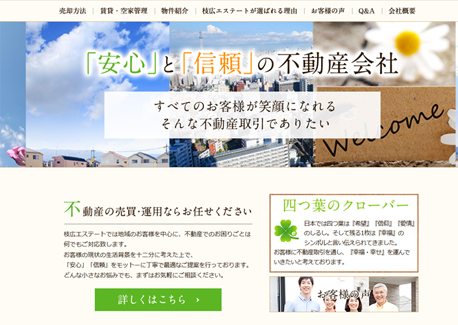 売却方法 | 賃貸・空家管理 | 物件紹介 | 枝広エステートが選ばれる理由 | お客様の声 | Q&A | 会社概要
「安心」と「信頼」の不動産会社
すべてのお客様が笑顔になれる
そんな不動産取引でありたい
Welcome
不動産の売買・運用ならお任せください
枝広エステートでは地域のお客様を中心に、不動産でのお困りごとは
何でもご対応致します。
お客様の現状の生活背景を十二分に考えた上で、
「安心」「信頼」をモットーに丁寧で最適なご提案を行っております。
どんな小さなお悩みでも、まずはお気軽にご相談ください。
詳しくはこちら >
四つ葉のクローバー
日本では四つ葉は『希望』『信仰』『愛情』
のしるし。そして残る1枚は『幸福』の
シンボルと言い伝えられてきました。
お客様に不動産取引を通し、『幸福・幸せ』を運んで
いきたいと考えております。
お客様の声